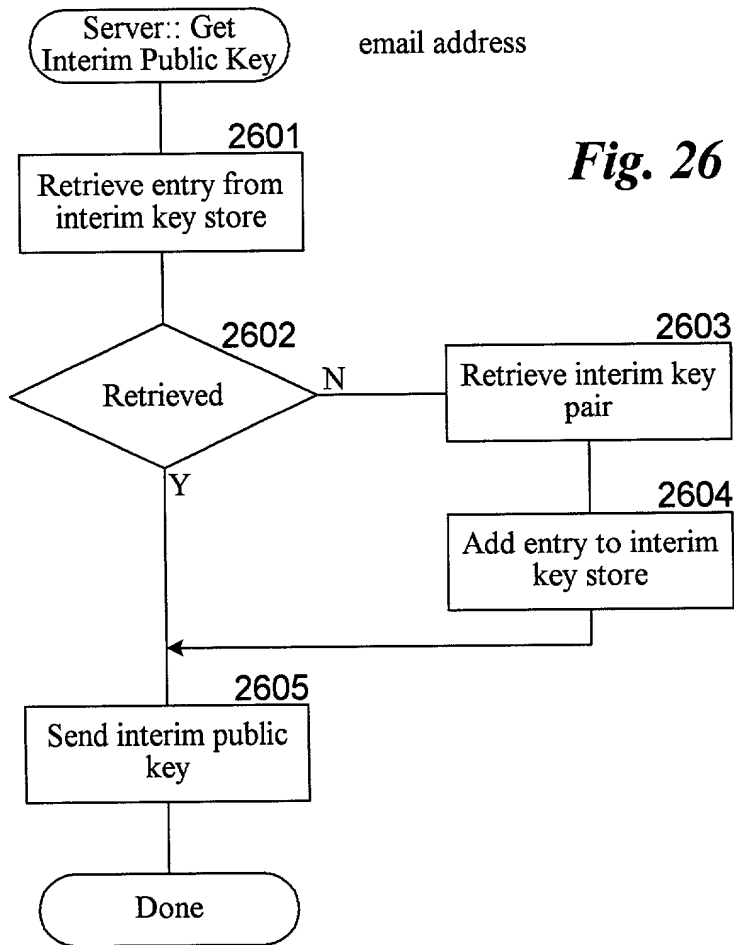 Server:: Get
Interim Public Key
email address
Fig. 26
2601
Retrieve entry from
interim key store
2602
Retrieved
N
Y
2603
Retrieve interim key
pair
2604
Add entry to interim
key store
2605
Send interim public
key
Done